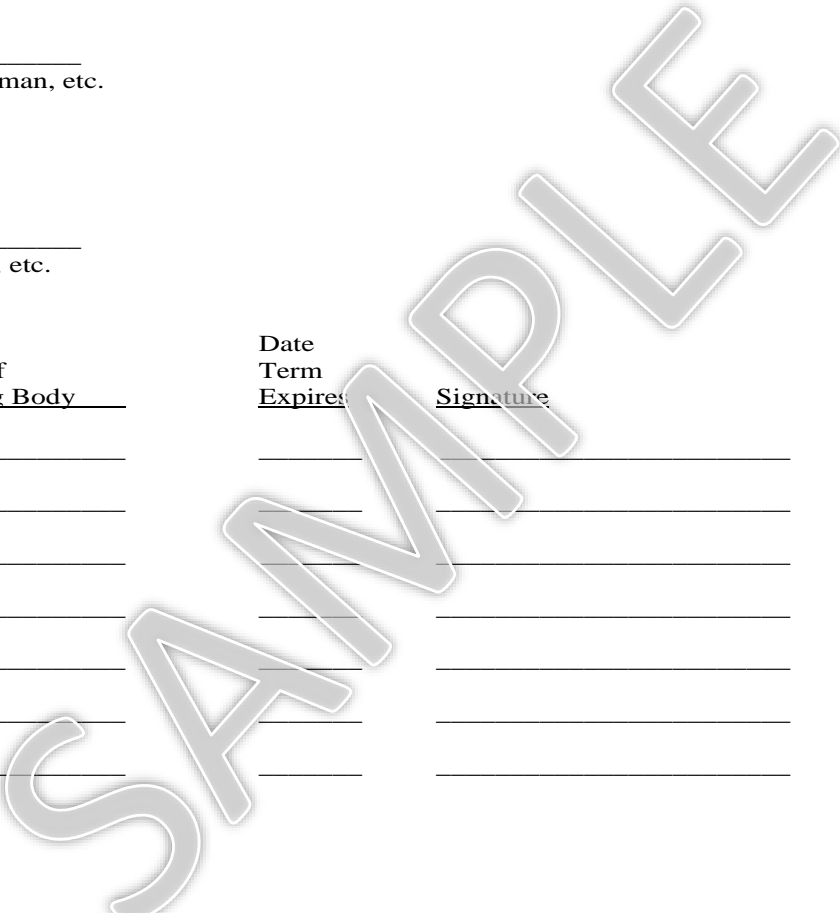 man, etc.
, etc.
Date
f Term
g Body Expires Signature
SAMPLE